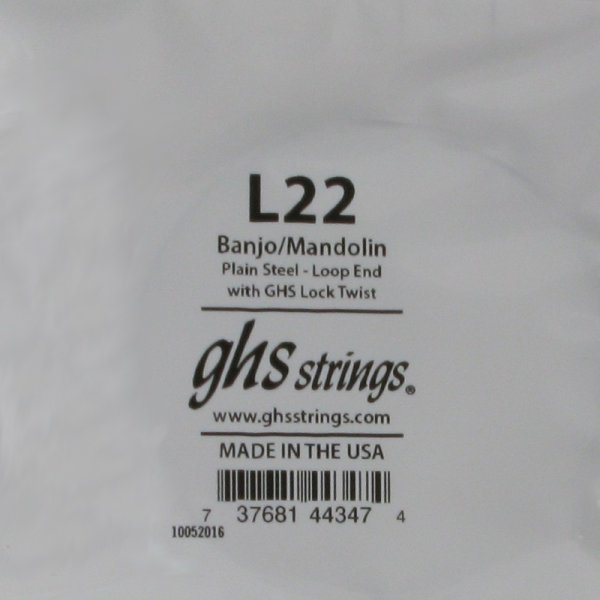 L22
Banjo/Mandolin
Plain Steel - Loop End
with GHS Lock Twist
ghs strings®
www.ghsstrings.com
MADE IN THE USA
7 37681 44347 4
10052016